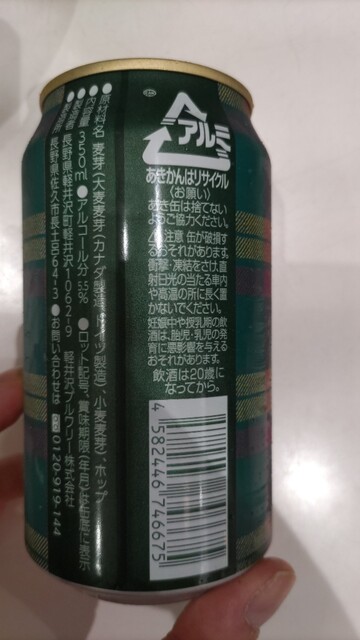 ●原材料名 麦芽(大麦麦芽(カナダ製造、ドイツ製造)、小麦麦芽)、ホップ
●内容量 350ml ●アルコール分 5.5% ●ロット記号、賞味期限(年月)は缶底に表示
●製造者 長野県軽井沢町軽井沢1062-9 軽井沢ブルワリー株式会社
長野県佐久市長土呂64-3 ●お問い合わせは 0120-919-144
アルミ
あきかんはリサイクル
〈お願い〉
あき缶は捨てない
ようご協力ください。
注意 缶が破損す
るおそれがあります。
衝撃・凍結をさけ、直
射日光の当たる車内
や高温の所に長く置
かないでください。
妊娠中や授乳期の飲
酒は、胎児・乳児の発
育に悪影響を与える
おそれがあります。
飲酒は20歳に
なってから。
4 582446 746675